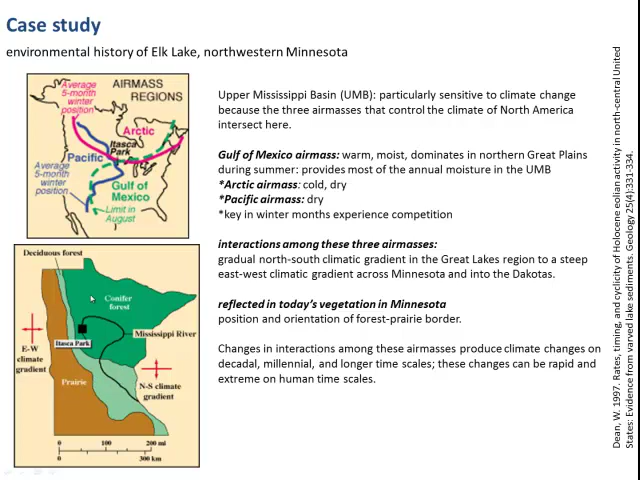 Case study
environmental history of Elk Lake, northwestern Minnesota
Average
5-month
winter
position
AIRMASS
REGIONS
Arctic
Itasca
Park
Pacific
Average
5-month
winter
position
Gulf of
Mexico
Limit in
August
Deciduous forest
Conifer
forest
Mississippi River
Itasca Park
E-W
climate
gradient
Prairie
N-S climate
gradient
0 100 200 mi
0 300 km
Upper Mississippi Basin (UMB): particularly sensitive to climate change
because the three airmasses that control the climate of North America
intersect here.
Gulf of Mexico airmass: warm, moist, dominates in northern Great Plains
during summer: provides most of the annual moisture in the UMB
*Arctic airmass: cold, dry
*Pacific airmass: dry
*key in winter months experience competition
interactions among these three airmasses:
gradual north-south climatic gradient in the Great Lakes region to a steep
east-west climatic gradient across Minnesota and into the Dakotas.
reflected in today's vegetation in Minnesota
position and orientation of forest-prairie border.
Changes in interactions among these airmasses produce climate changes on
decadal, millennial, and longer time scales; these changes can be rapid and
extreme on human time scales.
Dean, W. 1997. Rates, timing, and cyclicity of Holocene eolian activity in north-central United
States: Evidence from varved lake sediments. Geology 25(4):331-334.